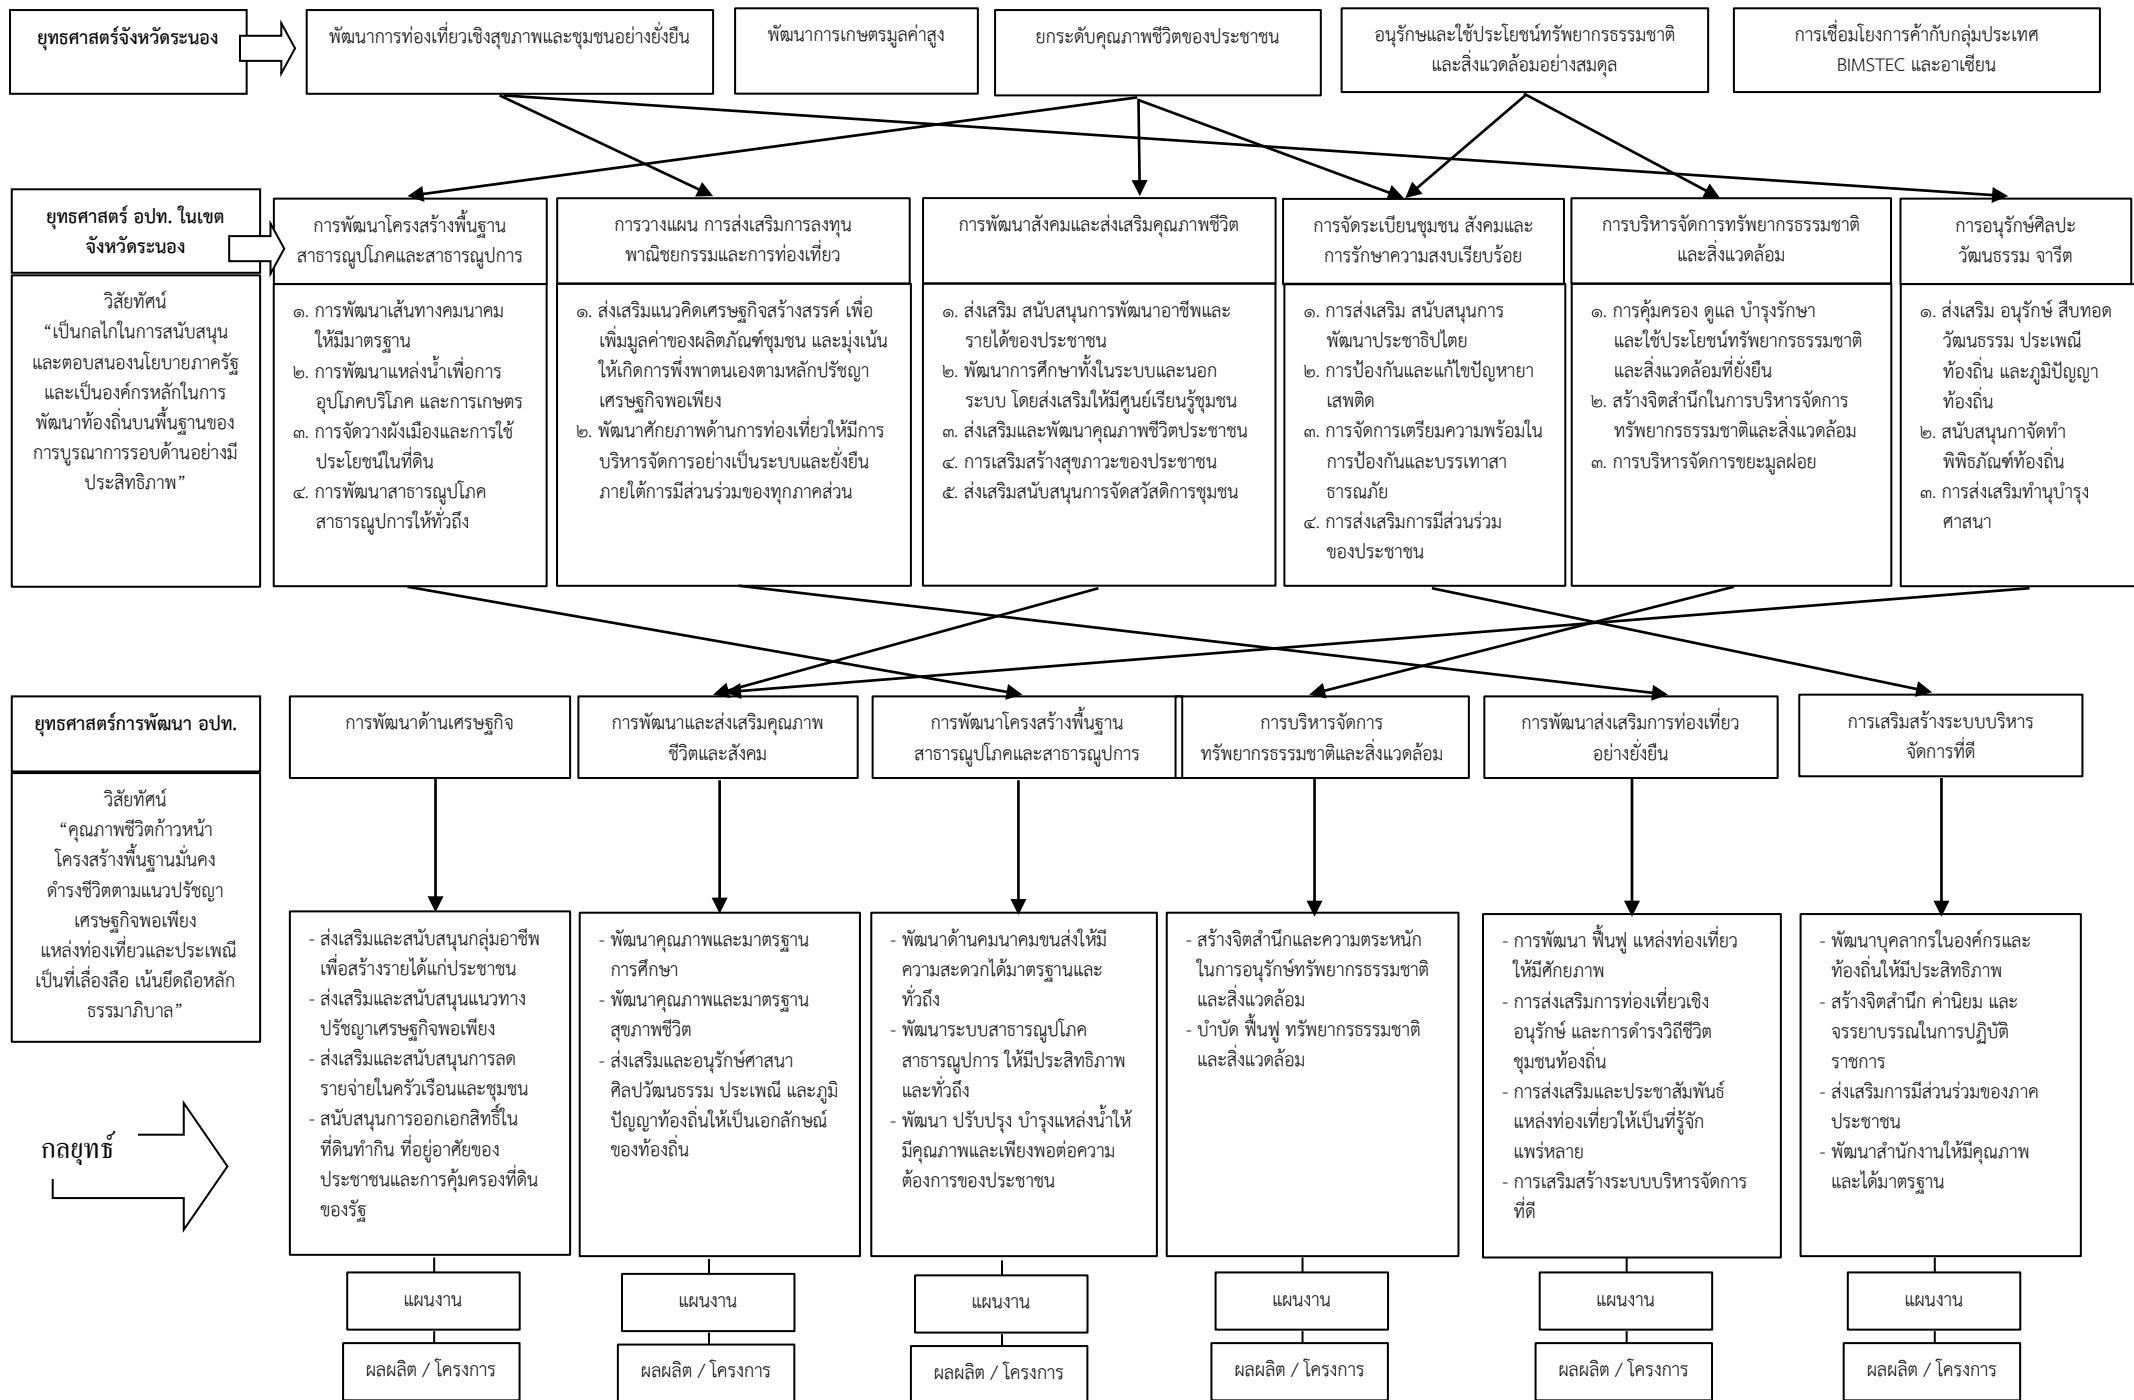 ยุทธศาสตร์จังหวัดระนอง
พัฒนาการท่องเที่ยวเชิงสุขภาพและชุมชนอย่างยั่งยืน
พัฒนาการเกษตรมูลค่าสูง
ยกระดับคุณภาพชีวิตของประชาชน
อนุรักษ์และใช้ประโยชน์ทรัพยากรธรรมชาติ
และสิ่งแวดล้อมอย่างสมดุล
การเชื่อมโยงการค้ากับกลุ่มประเทศ
BIMSTEC และอาเซียน
ยุทธศาสตร์ อปท. ในเขต
จังหวัดระนอง
การพัฒนาโครงสร้างพื้นฐาน
สาธารณูปโภคและสาธารณูปการ
การวางแผน การส่งเสริมการลงทุน
พาณิชยกรรมและการท่องเที่ยว
การพัฒนาสังคมและส่งเสริมคุณภาพชีวิต
การจัดระเบียนชุมชน สังคมและ
การรักษาความสงบเรียบร้อย
การบริหารจัดการทรัพยากรธรรมชาติ
และสิ่งแวดล้อม
การอนุรักษ์ศิลปะ
วัฒนธรรม จารีต
วิสัยทัศน์
“เป็นกลไกในการสนับสนุน
และตอบสนองนโยบายภาครัฐ
และเป็นองค์กรหลักในการ
พัฒนาท้องถิ่นบนพื้นฐานของ
การบูรณาการรอบด้านอย่างมี
ประสิทธิภาพ”
๑. การพัฒนาเส้นทางคมนาคม
ให้มีมาตรฐาน
๒. การพัฒนาแหล่งน้ำเพื่อการ
อุปโภคบริโภค และการเกษตร
๓. การจัดวางผังเมืองและการใช้
ประโยชน์ในที่ดิน
๔. การพัฒนาสาธารณูปโภค
สาธารณูปการให้ทั่วถึง
๑. ส่งเสริมแนวคิดเศรษฐกิจสร้างสรรค์ เพื่อ
เพิ่มมูลค่าของผลิตภัณฑ์ชุมชน และมุ่งเน้น
ให้เกิดการพึ่งพาตนเองตามหลักปรัชญา
เศรษฐกิจพอเพียง
๒. พัฒนาศักยภาพด้านการท่องเที่ยวให้มีการ
บริหารจัดการอย่างเป็นระบบและยั่งยืน
ภายใต้การมีส่วนร่วมของทุกภาคส่วน
๑. ส่งเสริม สนับสนุนการพัฒนาอาชีพและ
รายได้ของประชาชน
๒. พัฒนาการศึกษาทั้งในระบบและนอก
ระบบ โดยส่งเสริมให้มีศูนย์เรียนรู้ชุมชน
๓. ส่งเสริมและพัฒนาคุณภาพชีวิตประชาชน
๔. การเสริมสร้างสุขภาวะของประชาชน
๕. ส่งเสริมสนับสนุนการจัดสวัสดิการชุมชน
๑. การส่งเสริม สนับสนุนการ
พัฒนาประชาธิปไตย
๒. การป้องกันและแก้ไขปัญหายา
เสพติด
๓. การจัดการเตรียมความพร้อมใน
การป้องกันและบรรเทาสา
ธารณภัย
๔. การส่งเสริมการมีส่วนร่วม
ของประชาชน
๑. การคุ้มครอง ดูแล บำรุงรักษา
และใช้ประโยชน์ทรัพยากรธรรมชาติ
และสิ่งแวดล้อมที่ยั่งยืน
๒. สร้างจิตสำนึกในการบริหารจัดการ
ทรัพยากรธรรมชาติและสิ่งแวดล้อม
๓. การบริหารจัดการขยะมูลฝอย
๑. ส่งเสริม อนุรักษ์ สืบทอด
วัฒนธรรม ประเพณี
ท้องถิ่น และภูมิปัญญา
ท้องถิ่น
๒. สนับสนุนกาจัดทำ
พิพิธภัณฑ์ท้องถิ่น
๓. การส่งเสริมทำนุบำรุง
ศาสนา
ยุทธศาสตร์การพัฒนา อปท.
การพัฒนาด้านเศรษฐกิจ
การพัฒนาและส่งเสริมคุณภาพ
ชีวิตและสังคม
การพัฒนาโครงสร้างพื้นฐาน
สาธารณูปโภคและสาธารณูปการ
การบริหารจัดการ
ทรัพยากรธรรมชาติและสิ่งแวดล้อม
การพัฒนาส่งเสริมการท่องเที่ยว
อย่างยั่งยืน
การเสริมสร้างระบบบริหาร
จัดการที่ดี
วิสัยทัศน์
“คุณภาพชีวิตก้าวหน้า
โครงสร้างพื้นฐานมั่นคง
ดำรงชีวิตตามแนวปรัชญา
เศรษฐกิจพอเพียง
แหล่งท่องเที่ยวและประเพณี
เป็นที่เลื่องลือ เน้นยึดถือหลัก
ธรรมาภิบาล”
กลยุทธ์
- ส่งเสริมและสนับสนุนกลุ่มอาชีพ
เพื่อสร้างรายได้แก่ประชาชน
- ส่งเสริมและสนับสนุนแนวทาง
ปรัชญาเศรษฐกิจพอเพียง
- ส่งเสริมและสนับสนุนการลด
รายจ่ายในครัวเรือนและชุมชน
- สนับสนุนการออกเอกสิทธิ์ใน
ที่ดินทำกิน ที่อยู่อาศัยของ
ประชาชนและการคุ้มครองที่ดิน
ของรัฐ
- พัฒนาคุณภาพและมาตรฐาน
การศึกษา
- พัฒนาคุณภาพและมาตรฐาน
สุขภาพชีวิต
- ส่งเสริมและอนุรักษ์ศาสนา
ศิลปวัฒนธรรม ประเพณี และภูมิ
ปัญญาท้องถิ่นให้เป็นเอกลักษณ์
ของท้องถิ่น
- พัฒนาด้านคมนาคมขนส่งให้มี
ความสะดวกได้มาตรฐานและ
ทั่วถึง
- พัฒนาระบบสาธารณูปโภค
สาธารณูปการ ให้มีประสิทธิภาพ
และทั่วถึง
- พัฒนา ปรับปรุง บำรุงแหล่งน้ำให้
มีคุณภาพและเพียงพอต่อความ
ต้องการของประชาชน
- สร้างจิตสำนึกและความตระหนัก
ในการอนุรักษ์ทรัพยากรธรรมชาติ
และสิ่งแวดล้อม
- บำบัด ฟื้นฟู ทรัพยากรธรรมชาติ
และสิ่งแวดล้อม
- การพัฒนา ฟื้นฟู แหล่งท่องเที่ยว
ให้มีศักยภาพ
- การส่งเสริมการท่องเที่ยวเชิง
อนุรักษ์ และการดำรงวิถีชีวิต
ชุมชนท้องถิ่น
- การส่งเสริมและประชาสัมพันธ์
แหล่งท่องเที่ยวให้เป็นที่รู้จัก
แพร่หลาย
- การเสริมสร้างระบบบริหารจัดการ
ที่ดี
- พัฒนาบุคลากรในองค์กรและ
ท้องถิ่นให้มีประสิทธิภาพ
- สร้างจิตสำนึก ค่านิยม และ
จรรยาบรรณในการปฏิบัติ
ราชการ
- ส่งเสริมการมีส่วนร่วมของภาค
ประชาชน
- พัฒนาสำนักงานให้มีคุณภาพ
และได้มาตรฐาน
แผนงาน
แผนงาน
แผนงาน
แผนงาน
แผนงาน
แผนงาน
ผลผลิต / โครงการ
ผลผลิต / โครงการ
ผลผลิต / โครงการ
ผลผลิต / โครงการ
ผลผลิต / โครงการ
ผลผลิต / โครงการ